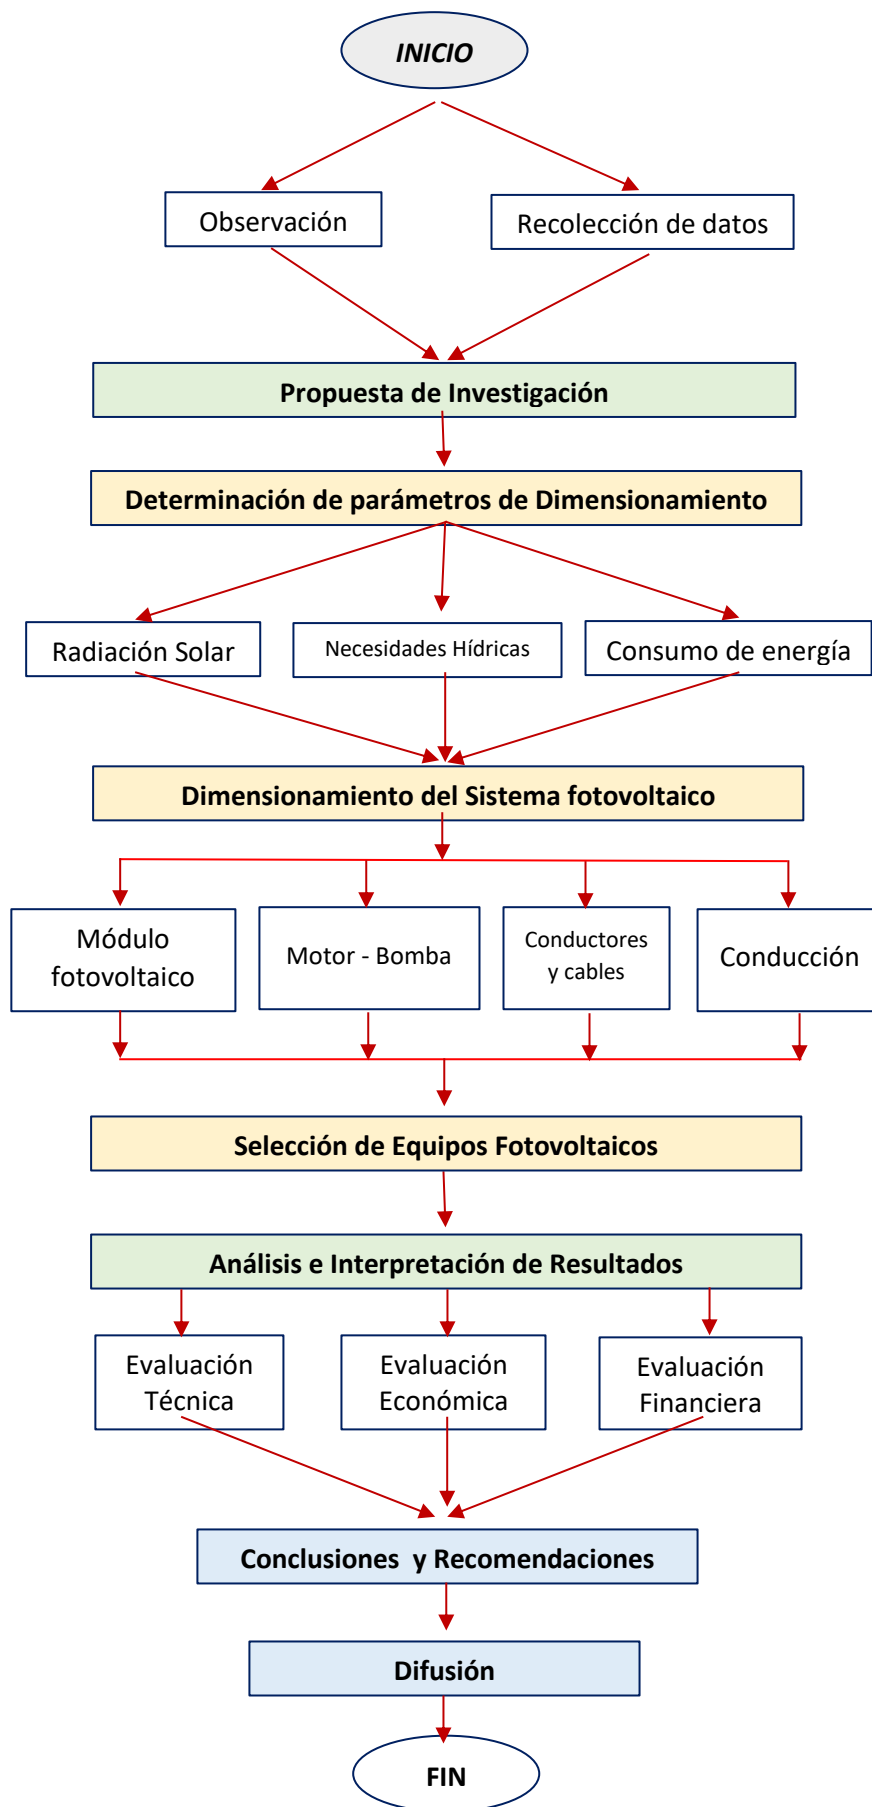 INICIO
Observación
Recolección de datos
Propuesta de Investigación
Determinación de parámetros de Dimensionamiento
Radiación Solar
Necesidades Hídricas
Consumo de energía
Dimensionamiento del Sistema fotovoltaico
Módulo
fotovoltaico
Motor - Bomba
Conductores
y cables
Conducción
Selección de Equipos Fotovoltaicos
Análisis e Interpretación de Resultados
Evaluación
Técnica
Evaluación
Económica
Evaluación
Financiera
Conclusiones  y Recomendaciones
Difusión
FIN